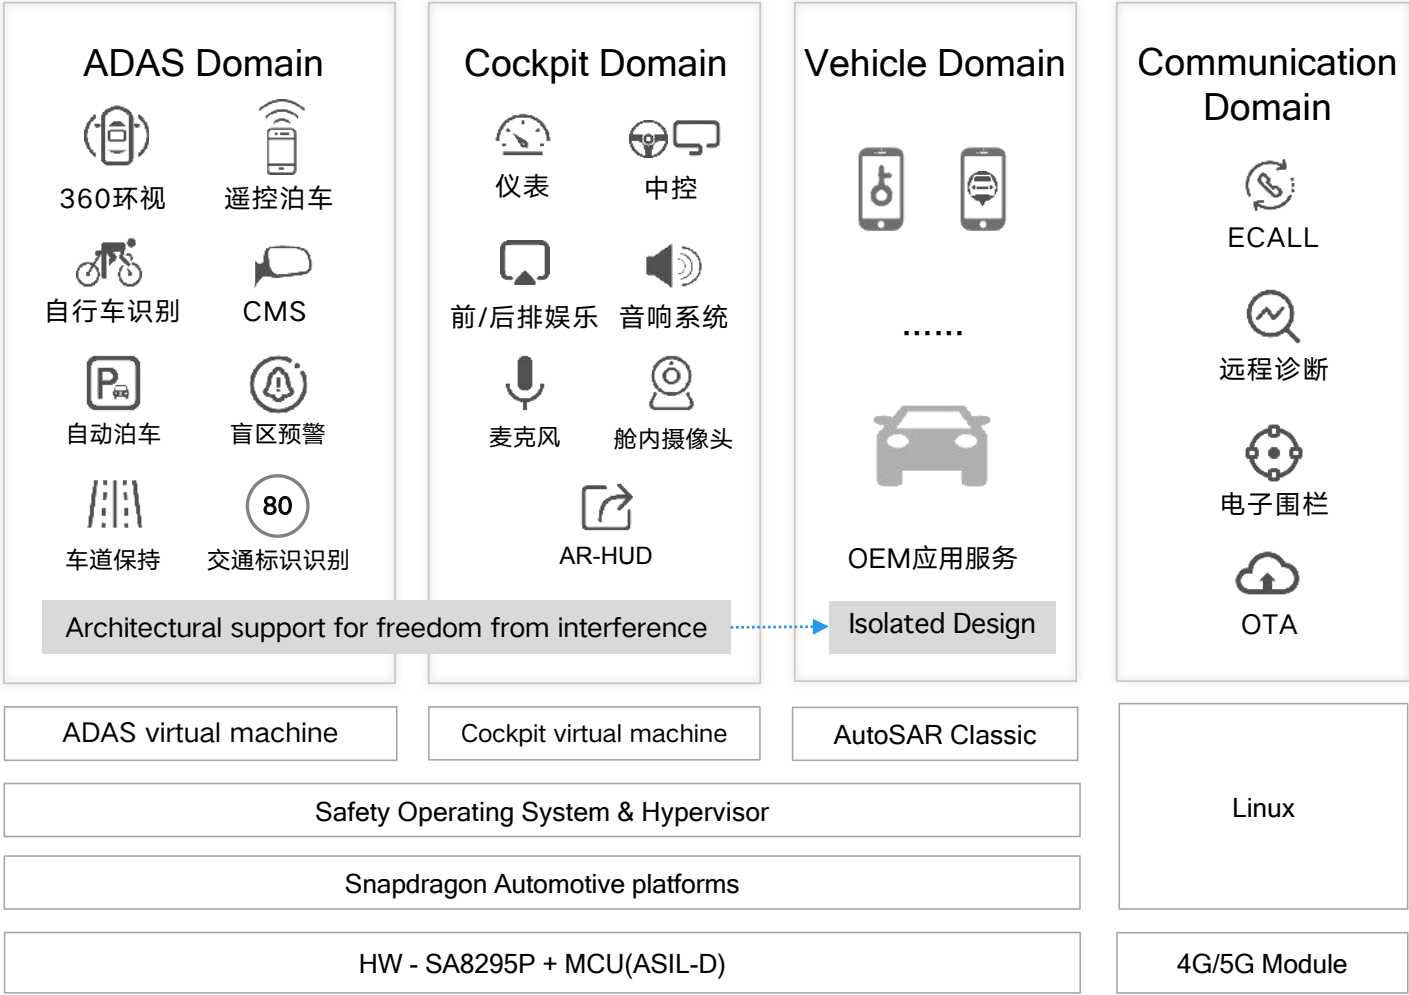 ADAS Domain
360环视
遥控泊车
自行车识别
CMS
P
自动泊车
盲区预警
80
车道保持
交通标识识别
Cockpit Domain
仪表
中控
前/后排娱乐
音响系统
麦克风
舱内摄像头
AR-HUD
Vehicle Domain
......
OEM应用服务
Communication
Domain
ECALL
远程诊断
电子围栏
OTA
Architectural support for freedom from interference
Isolated Design
ADAS virtual machine
Cockpit virtual machine
AutoSAR Classic
Safety Operating System & Hypervisor
Snapdragon Automotive platforms
HW - SA8295P + MCU(ASIL-D)
Linux
4G/5G Module